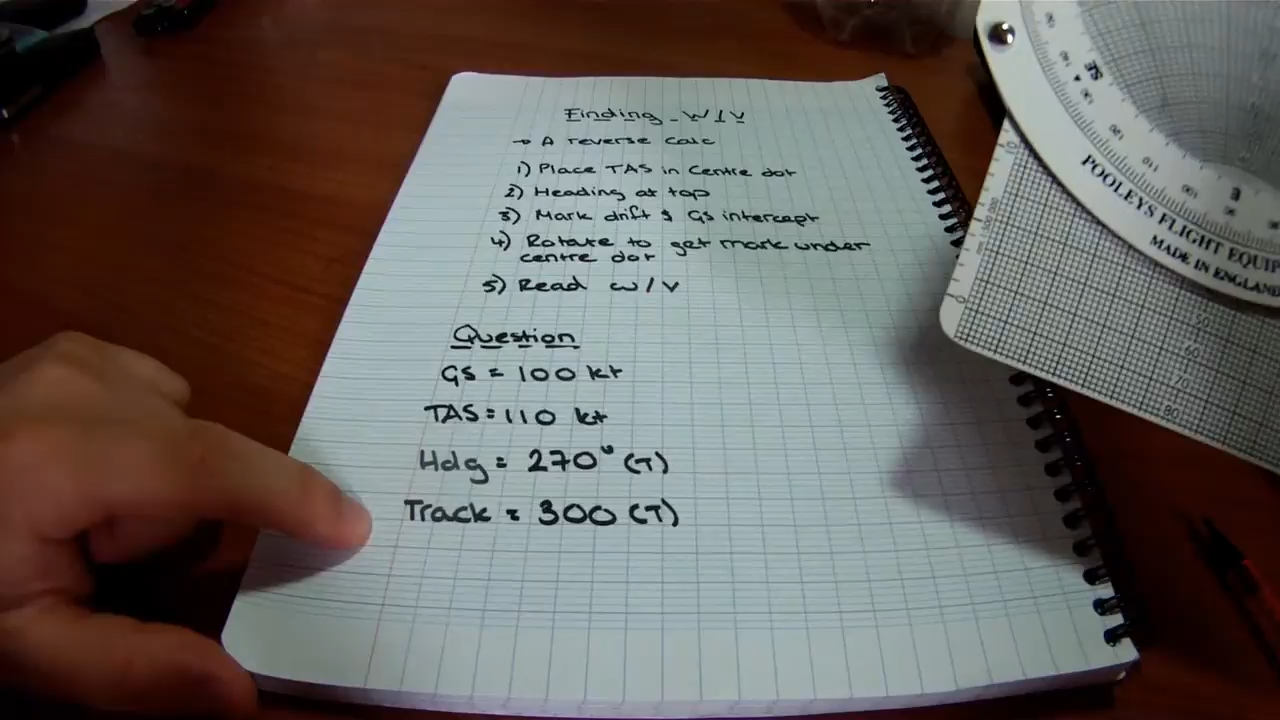 Finding W/V
→ A reverse calc
1) Place TAS in Centre dot
2) Heading at top
3) Mark drift & GS intercept
4) Rotate to get mark under
centre dot
5) Read w/v
Question
GS = 100 kt
TAS = 110 kt
Hdg = 270° (T)
Track = 300 (T)
SE
E
POOLEYS FLIGHT EQUIP
MADE IN ENGLAND
80